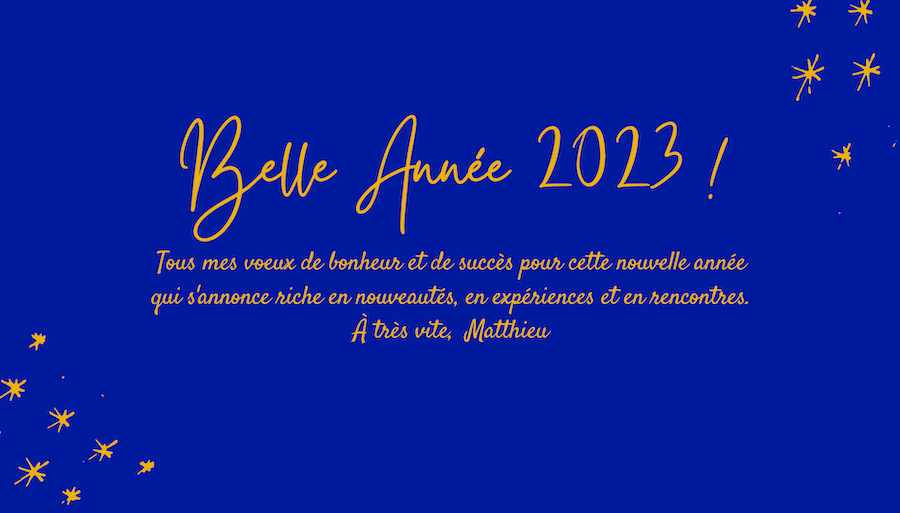 Belle Année 2023 !
Tous mes voeux de bonheur et de succès pour cette nouvelle année
qui s'annonce riche en nouveautés, en expériences et en rencontres.
À très vite, Matthieu